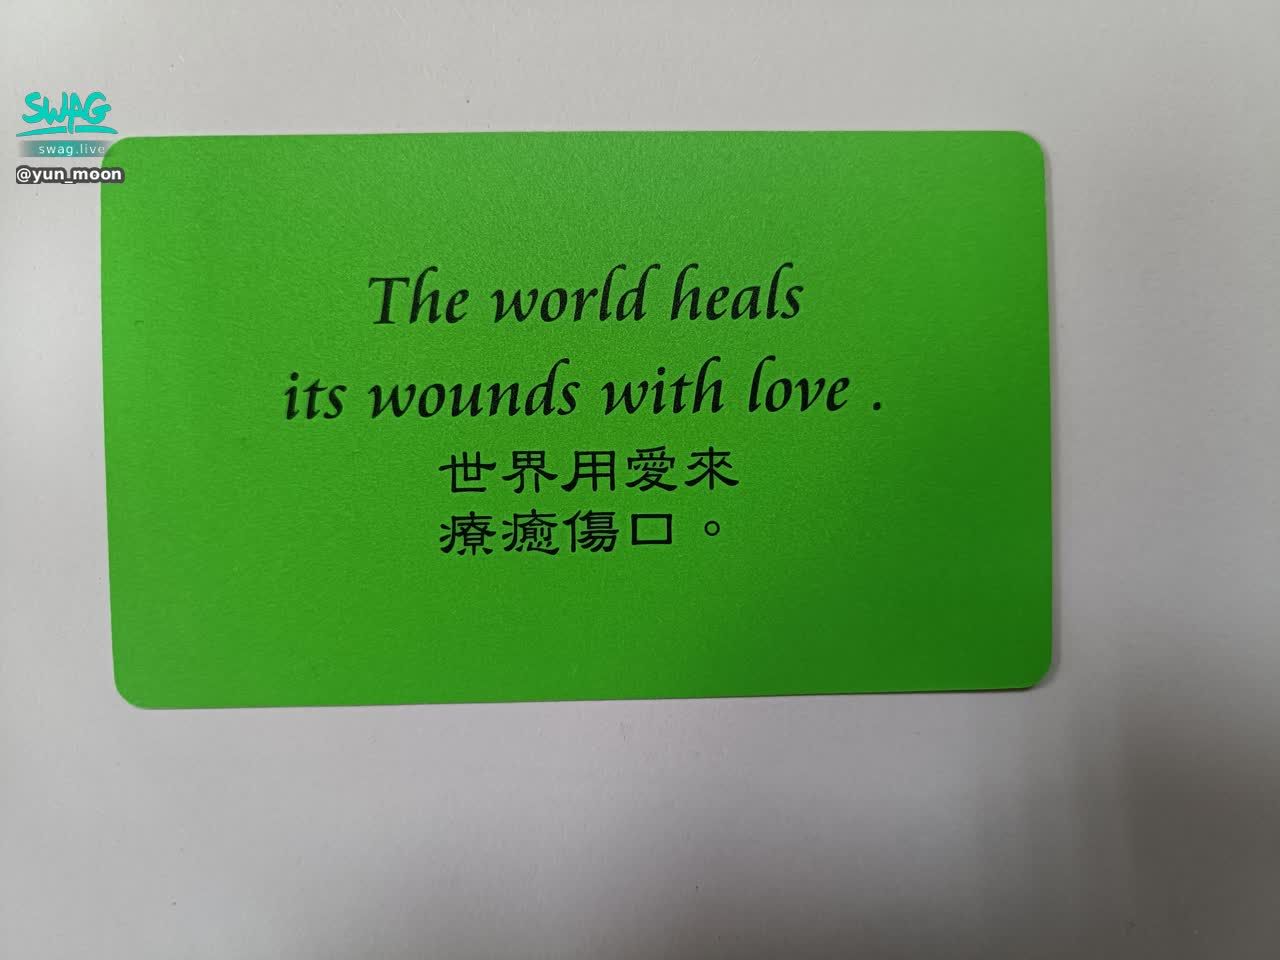 SWAG
swag.live
@yun_moon
The world heals
its wounds with love .
世界用愛來
療癒傷口。